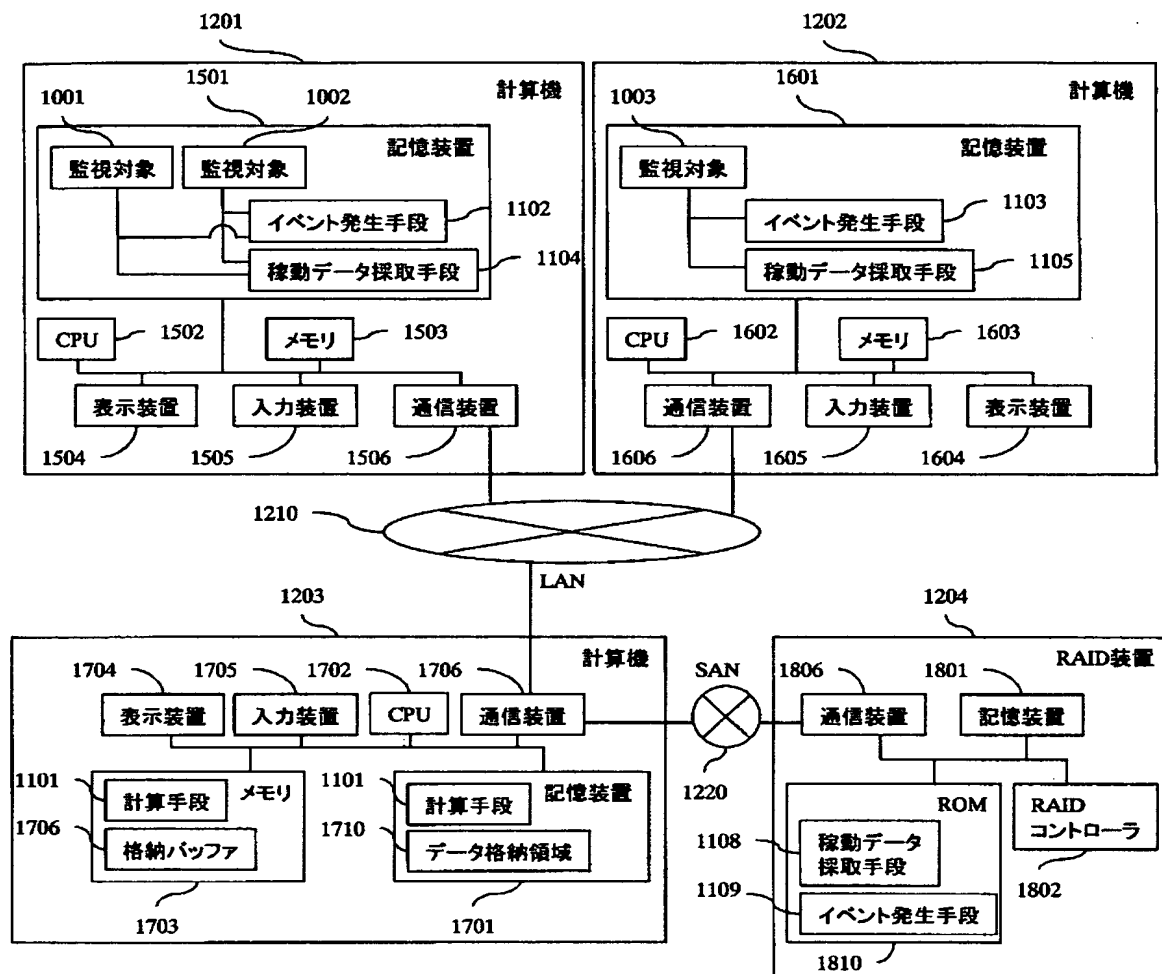 1201
1202
計算機
1501
1001
1002
記憶装置
監視対象
監視対象
イベント発生手段
1102
稼動データ採取手段
1104
CPU
1502
メモリ
1503
表示装置
入力装置
通信装置
1504
1505
1506
計算機
1601
1003
記憶装置
監視対象
イベント発生手段
1103
稼動データ採取手段
1105
CPU
1602
メモリ
1603
通信装置
入力装置
表示装置
1606
1605
1604
1210
LAN
1203
計算機
1704
1705
1702
1706
表示装置
入力装置
CPU
通信装置
1101
計算手段
メモリ
1706
格納バッファ
1703
1101
計算手段
記憶装置
1710
データ格納領域
1701
SAN
1220
1204
RAID装置
1806
1801
通信装置
記憶装置
ROM
1108
稼動データ
採取手段
1109
イベント発生手段
1810
RAID
コントローラ
1802